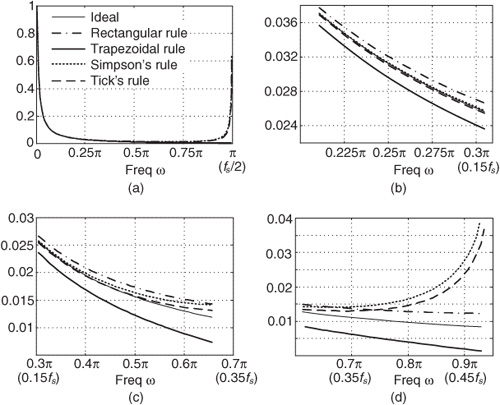 1
0.8
0.6
0.4
0.2
0
Ideal
Rectangular rule
Trapezoidal rule
Simpson's rule
Tick's rule
0 0.25π 0.5π 0.75π π
Freq ω (fs/2)
(a)
0.036
0.032
0.028
0.024
0.225π 0.25π 0.275π 0.3π
Freq ω (0.15fs)
(b)
0.03
0.025
0.02
0.015
0.01
0.3π 0.4π 0.5π 0.6π 0.7π
(0.15fs) Freq ω (0.35fs)
(c)
0.04
0.03
0.02
0.01
0.7π 0.8π 0.9π
(0.35fs) Freq ω (0.45fs)
(d)